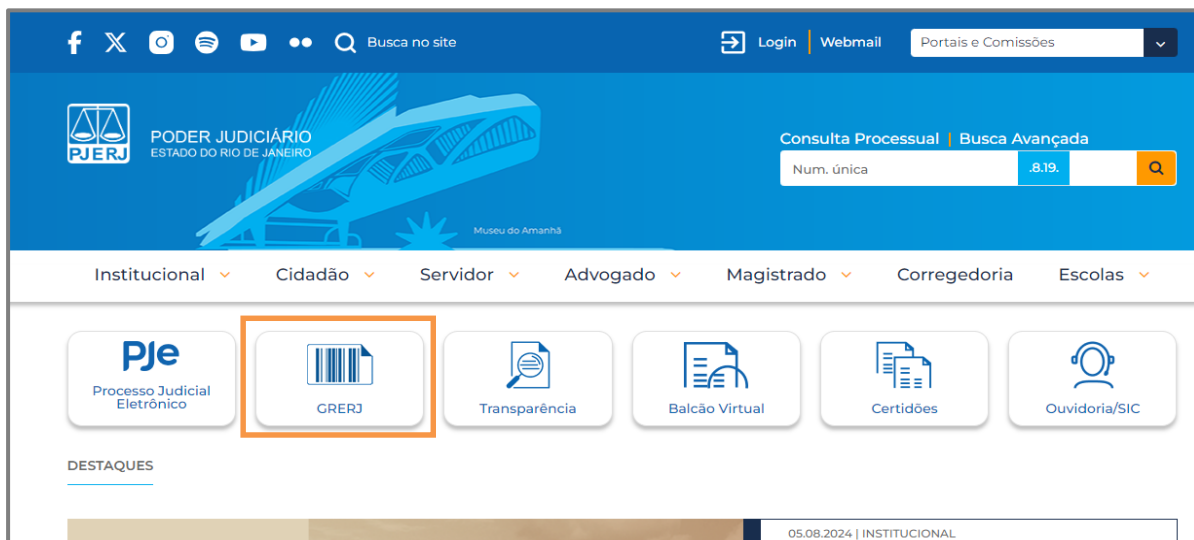 Busca no site
Login | Webmail
Portais e Comissões
PJERJ
PODER JUDICIÁRIO
ESTADO DO RIO DE JANEIRO
Consulta Processual | Busca Avançada
Num. única
.8.19.
Museu do Amanhã
Institucional
Cidadão
Servidor
Advogado
Magistrado
Corregedoria
Escolas
PJe
Processo Judicial
Eletrônico
GRERJ
Transparência
Balcão Virtual
Certidões
Ouvidoria/SIC
DESTAQUES
05.08.2024 | INSTITUCIONAL